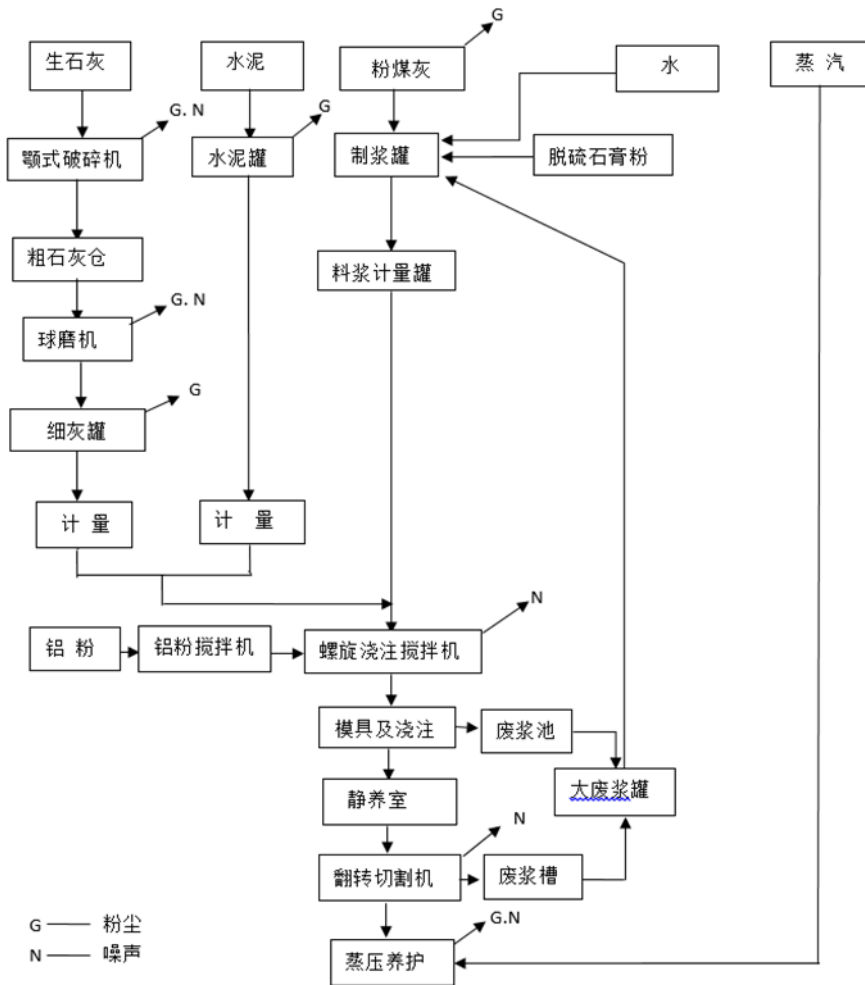 G
生石灰
水泥
粉煤灰
水
蒸 汽
G. N
G
颚式破碎机
水泥罐
制浆罐
脱硫石膏粉
粗石灰仓
料浆计量罐
G. N
球磨机
G
细灰罐
计 量
计 量
N
铝 粉
铝粉搅拌机
螺旋浇注搅拌机
模具及浇注
废浆池
静养室
大废浆罐
N
翻转切割机
废浆槽
G —— 粉尘
G.N
N —— 噪声
蒸压养护